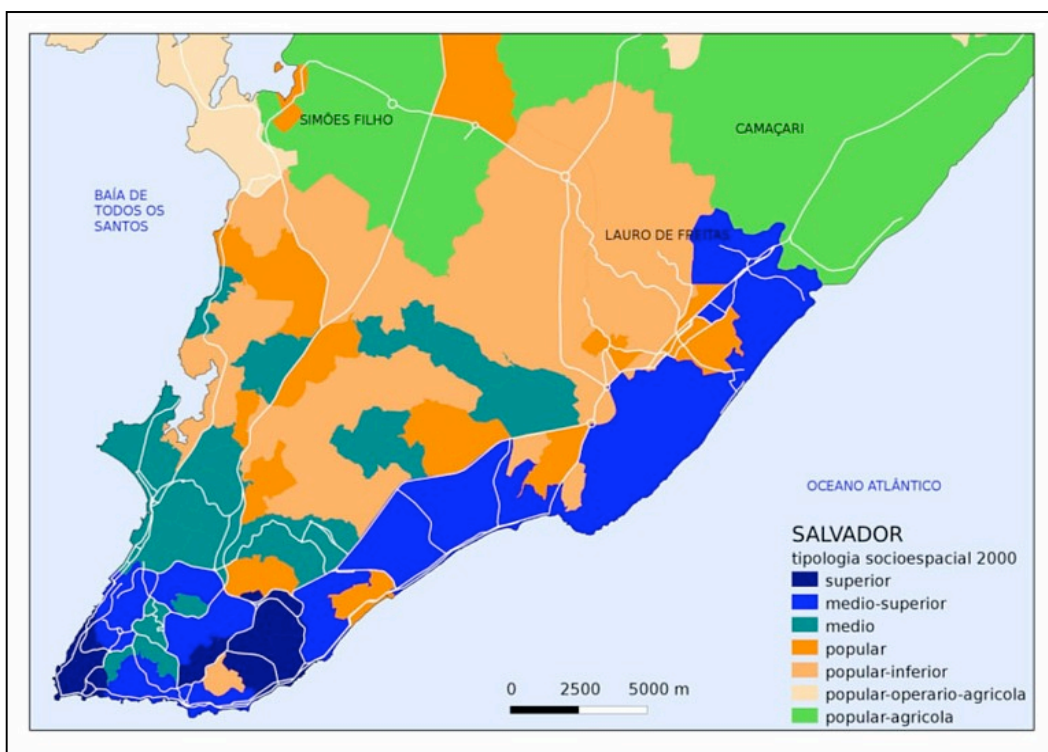 SIMÕES FILHO
CAMAÇARI
BAÍA DE
TODOS OS
SANTOS
LAURO DE FREITAS
OCEANO ATLÂNTICO
SALVADOR
tipologia socioespacial 2000
superior
medio-superior
medio
popular
popular-inferior
popular-operario-agricola
popular-agricola
0 2500 5000 m